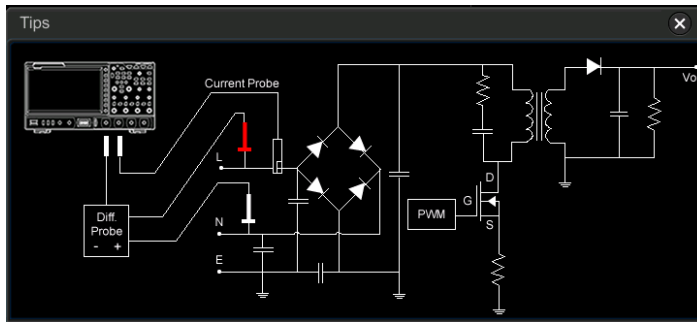 Tips
Current Probe
Vo
L
D
G
PWM
S
Diff.
Probe
- +
N
E